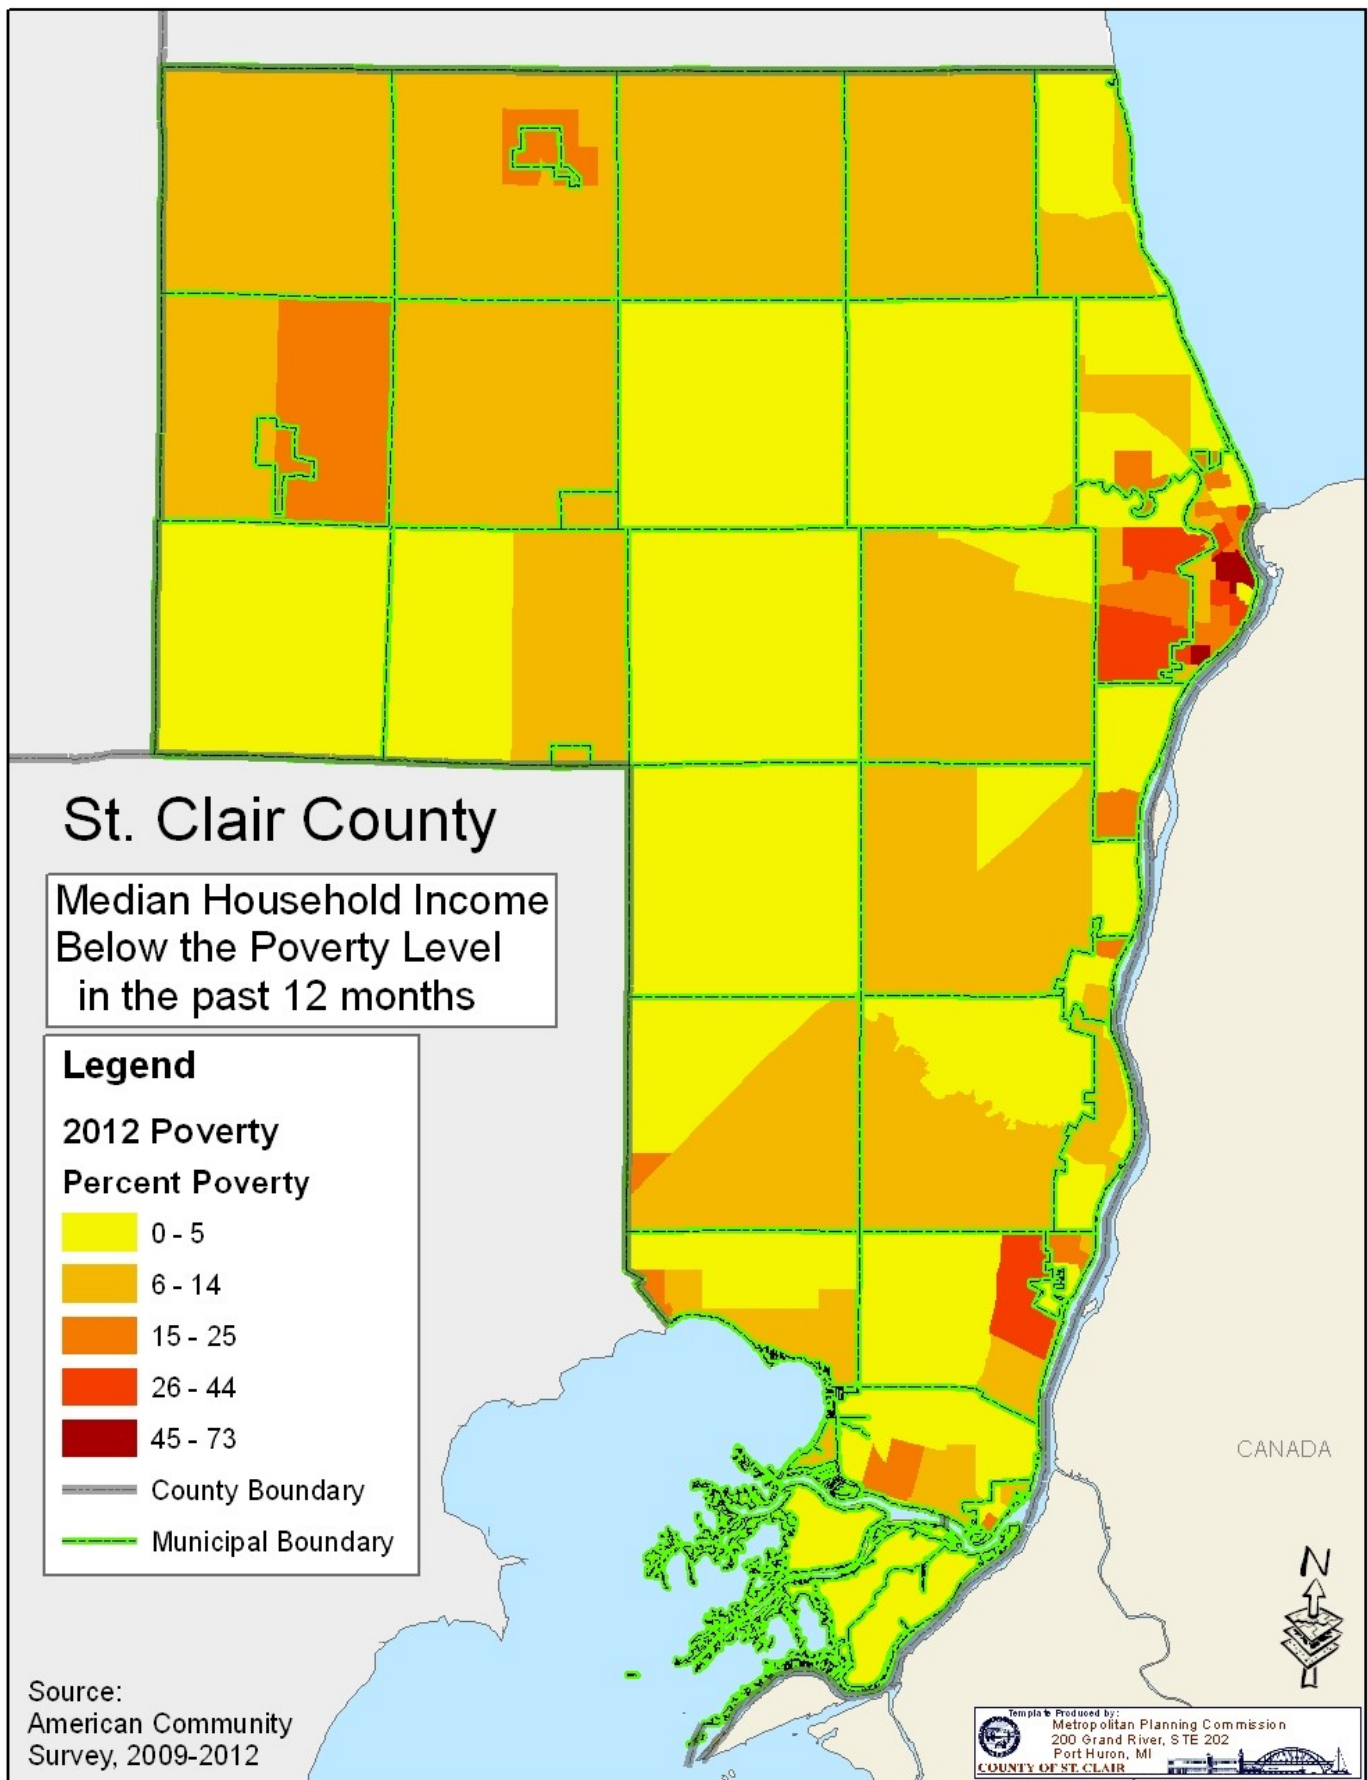 St. Clair County
Median Household Income
Below the Poverty Level
in the past 12 months
Legend
2012 Poverty
Percent Poverty
0 - 5
6 - 14
15 - 25
26 - 44
45 - 73
County Boundary
Municipal Boundary
CANADA
N
Source:
American Community
Survey, 2009-2012
Template Produced by:
Metropolitan Planning Commission
200 Grand River, STE 202
Port Huron, MI
COUNTY OF ST. CLAIR